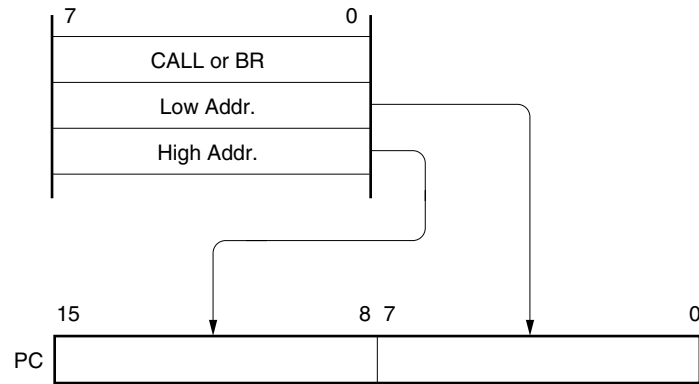 7 0
CALL or BR
Low Addr.
High Addr.
15 8 7 0
PC